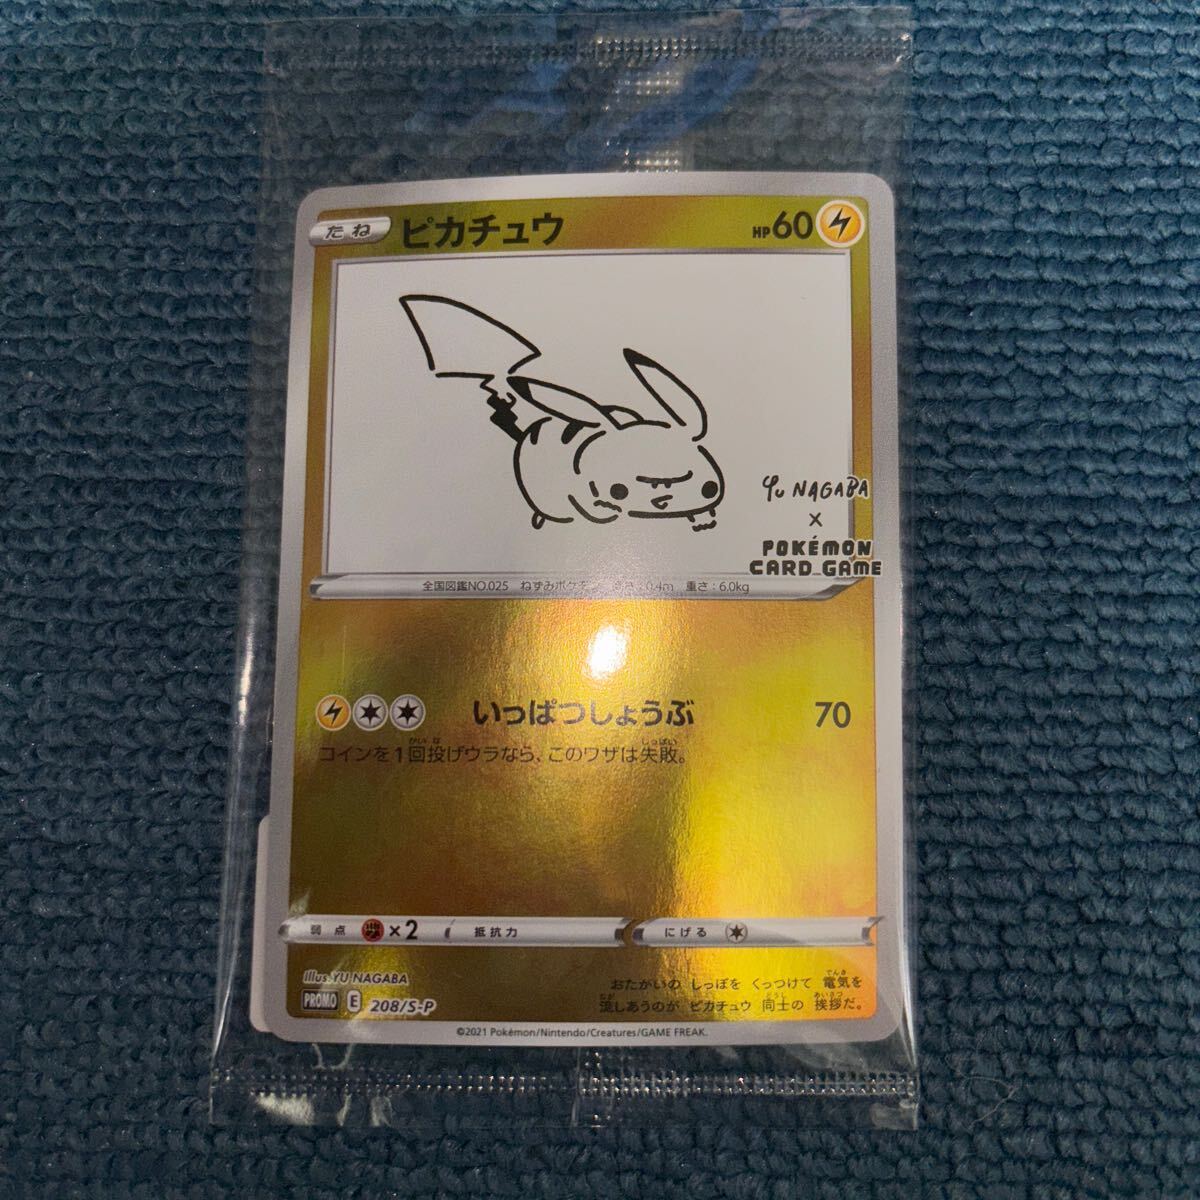 たね ピカチュウ HP60
YU NAGABA
×
POKÉMON
CARD GAME
全国図鑑NO.025 ねずみポケモン 高さ:0.4m 重さ:6.0kg
いっぱつしょうぶ 70
コインを1回投げウラなら、このワザは失敗。
弱点 ×2 抵抗力 にげる
Illus. YU NAGABA
PROMO E 208/S-P
おたがいの しっぽを くっつけて 電気を
流しあうのが ピカチュウ 同士の 挨拶だ。
©2021 Pokémon/Nintendo/Creatures/GAME FREAK.